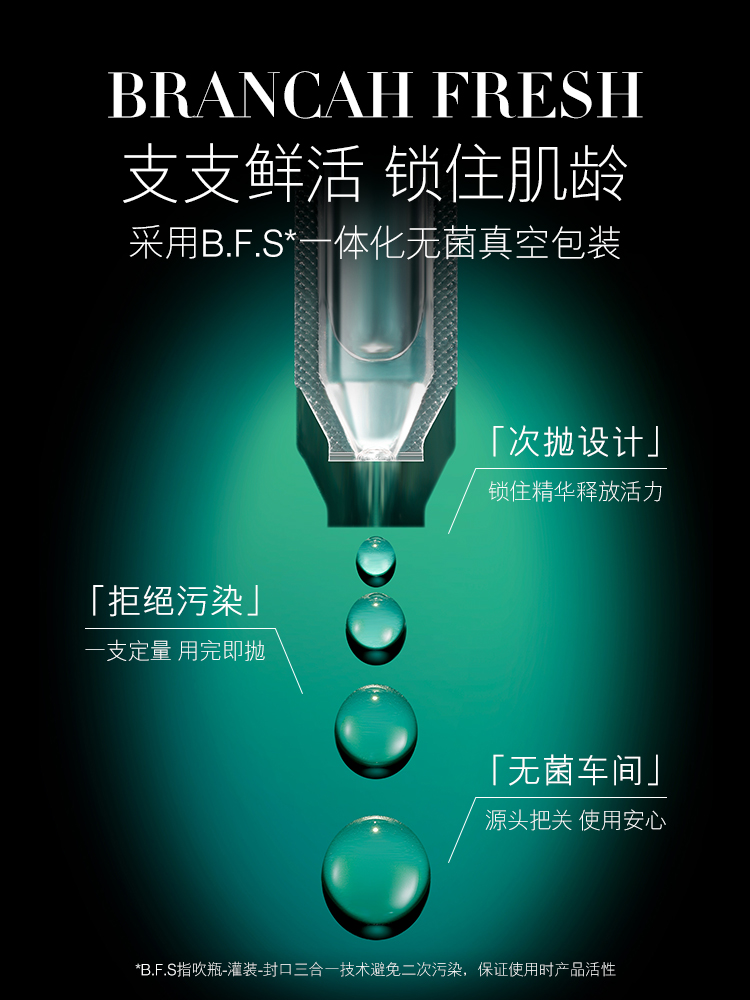 BRANCAH FRESH
支支鲜活 锁住肌龄
采用B.F.S*一体化无菌真空包装
「次抛设计」
锁住精华释放活力
「拒绝污染」
一支定量 用完即抛
「无菌车间」
源头把关 使用安心
*B.F.S指吹瓶-灌装-封口三合一技术避免二次污染，保证使用时产品活性